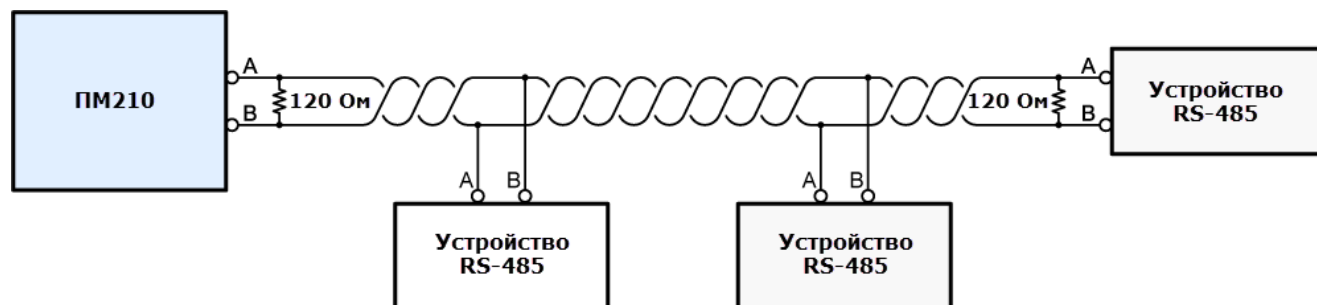 ПМ210
A
B
120 Ом
A
B
Устройство
RS-485
A
B
Устройство
RS-485
120 Ом
A
B
Устройство
RS-485